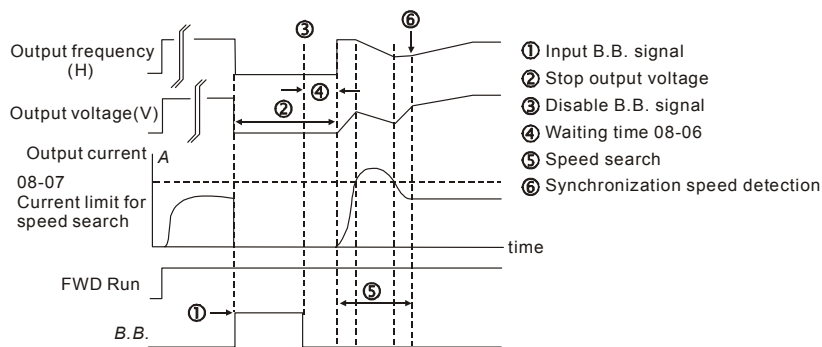 Output frequency
(H)
Output voltage(V)
Output current
A
08-07
Current limit for
speed search
FWD Run
B.B.
③
⑥
④
②
time
⑤
①
① Input B.B. signal
② Stop output voltage
③ Disable B.B. signal
④ Waiting time 08-06
⑤ Speed search
⑥ Synchronization speed detection